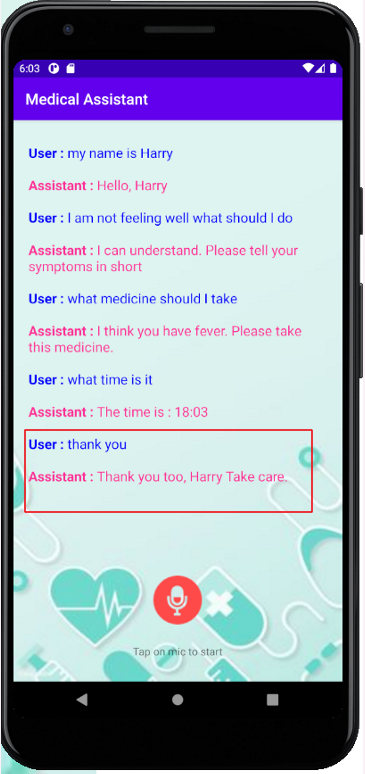 6:03
Medical Assistant
User : my name is Harry
Assistant : Hello, Harry
User : I am not feeling well what should I do
Assistant : I can understand. Please tell your
symptoms in short
User : what medicine should I take
Assistant : I think you have fever. Please take
this medicine.
User : what time is it
Assistant : The time is : 18:03
User : thank you
Assistant : Thank you too, Harry Take care.
Tap on mic to start